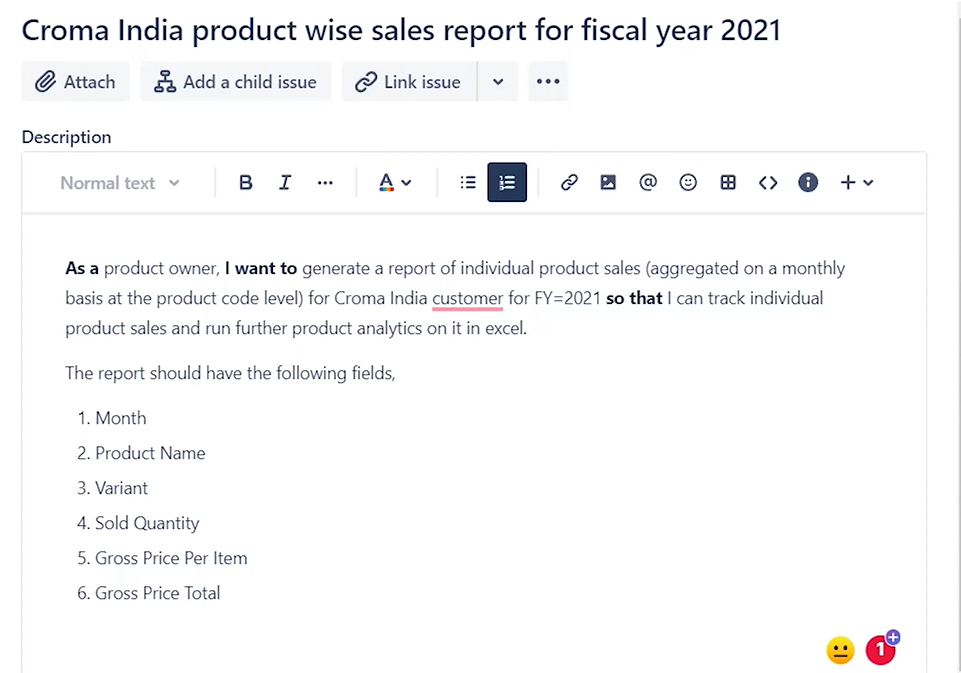 Croma India product wise sales report for fiscal year 2021
Attach
Add a child issue
Link issue
Description
Normal text
B
I
A
As a product owner, I want to generate a report of individual product sales (aggregated on a monthly
basis at the product code level) for Croma India customer for FY=2021 so that I can track individual
product sales and run further product analytics on it in excel.
The report should have the following fields,
1. Month
2. Product Name
3. Variant
4. Sold Quantity
5. Gross Price Per Item
6. Gross Price Total
1